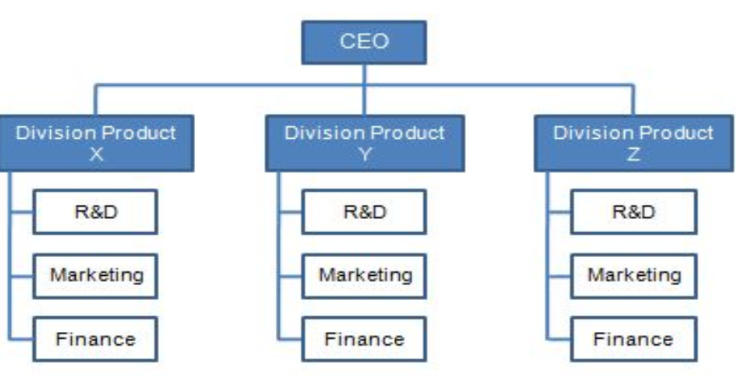 CEO
Division Product
X
Division Product
Y
Division Product
Z
R&D
R&D
R&D
Marketing
Marketing
Marketing
Finance
Finance
Finance